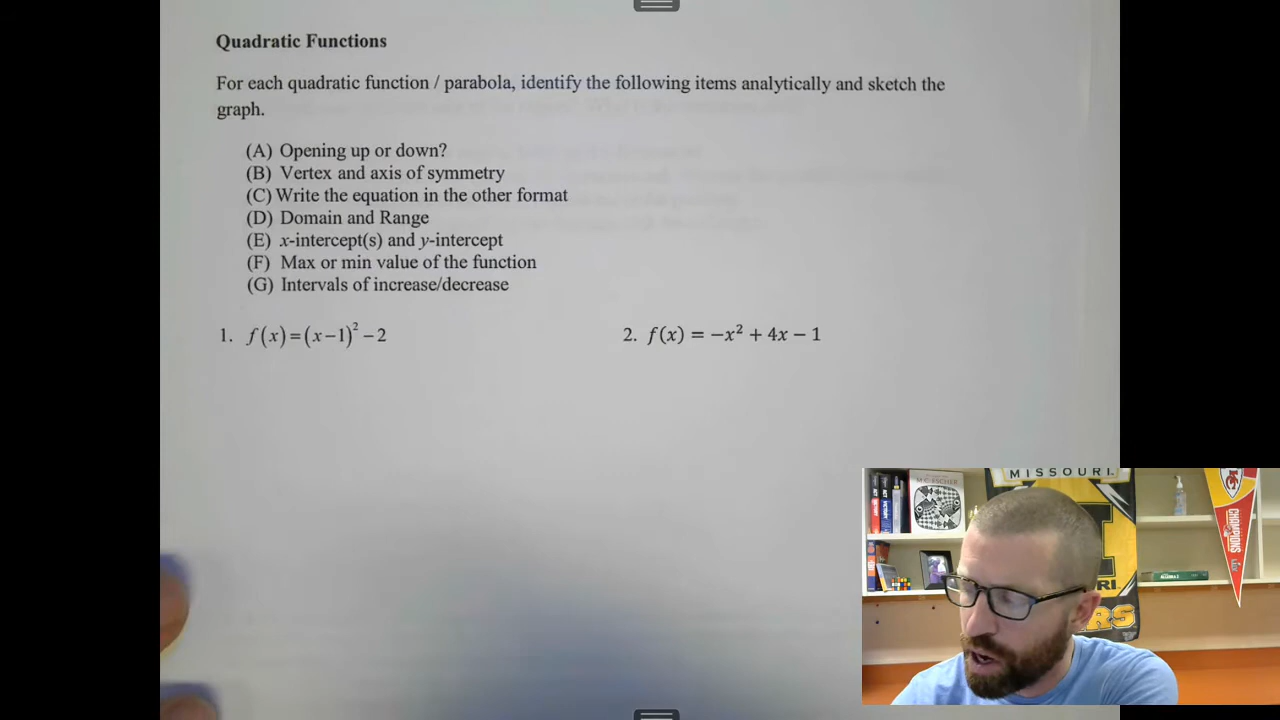 Quadratic Functions
For each quadratic function / parabola, identify the following items analytically and sketch the
graph.
(A) Opening up or down?
(B) Vertex and axis of symmetry
(C) Write the equation in the other format
(D) Domain and Range
(E) x-intercept(s) and y-intercept
(F) Max or min value of the function
(G) Intervals of increase/decrease
1. f(x)=(x−1)²−2
2. f(x) = −x² + 4x − 1
MISSOURI
M.C. ESCHER
CHAMPIONS